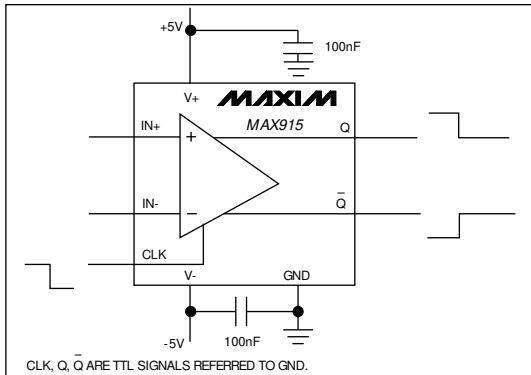 +5V
100nF
V+
MAXIM
IN+
+
MAX915
Q
IN-
−
Q̄
CLK
V-
GND
-5V
100nF
CLK, Q, Q̄ ARE TTL SIGNALS REFERRED TO GND.